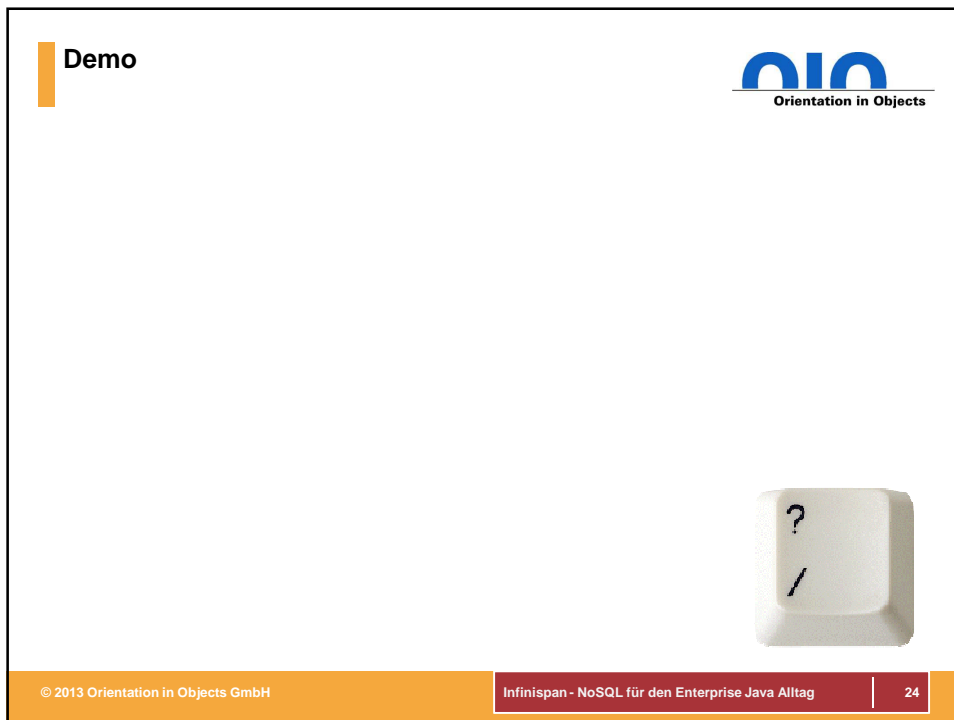 Demo
Orientation in Objects
?
/
© 2013 Orientation in Objects GmbH
Infinispan - NoSQL für den Enterprise Java Alltag
24